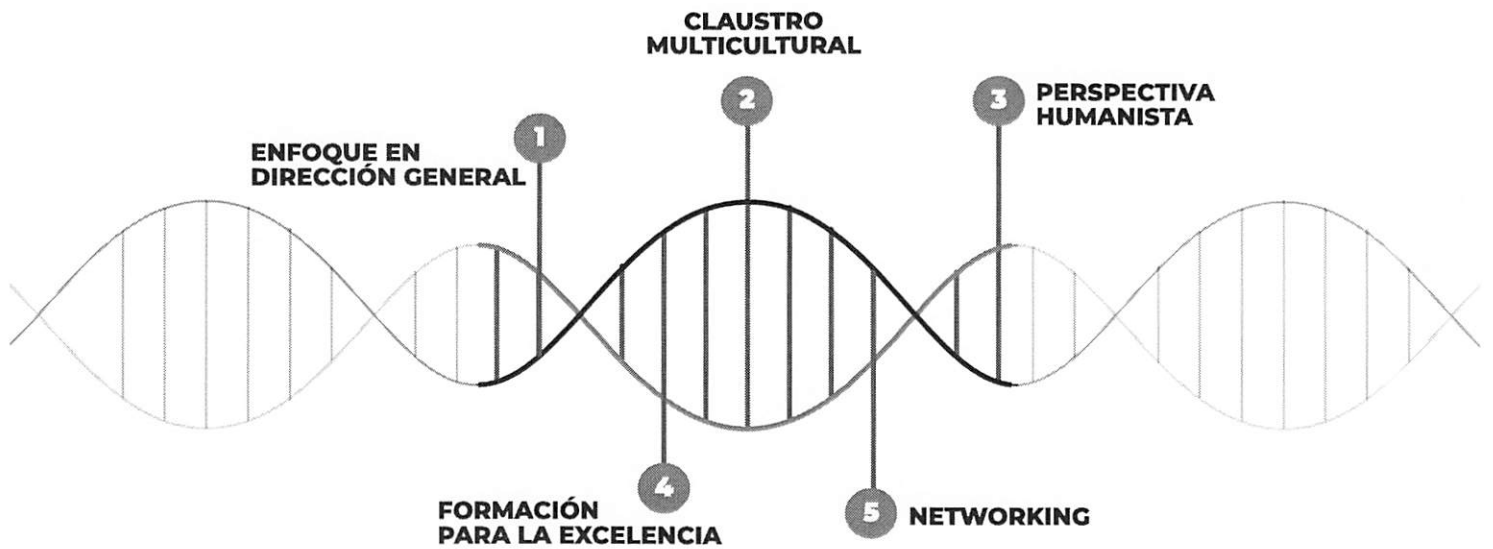 1
ENFOQUE EN
DIRECCIÓN GENERAL
CLAUSTRO
MULTICULTURAL
2
3
PERSPECTIVA
HUMANISTA
4
FORMACIÓN
PARA LA EXCELENCIA
5
NETWORKING